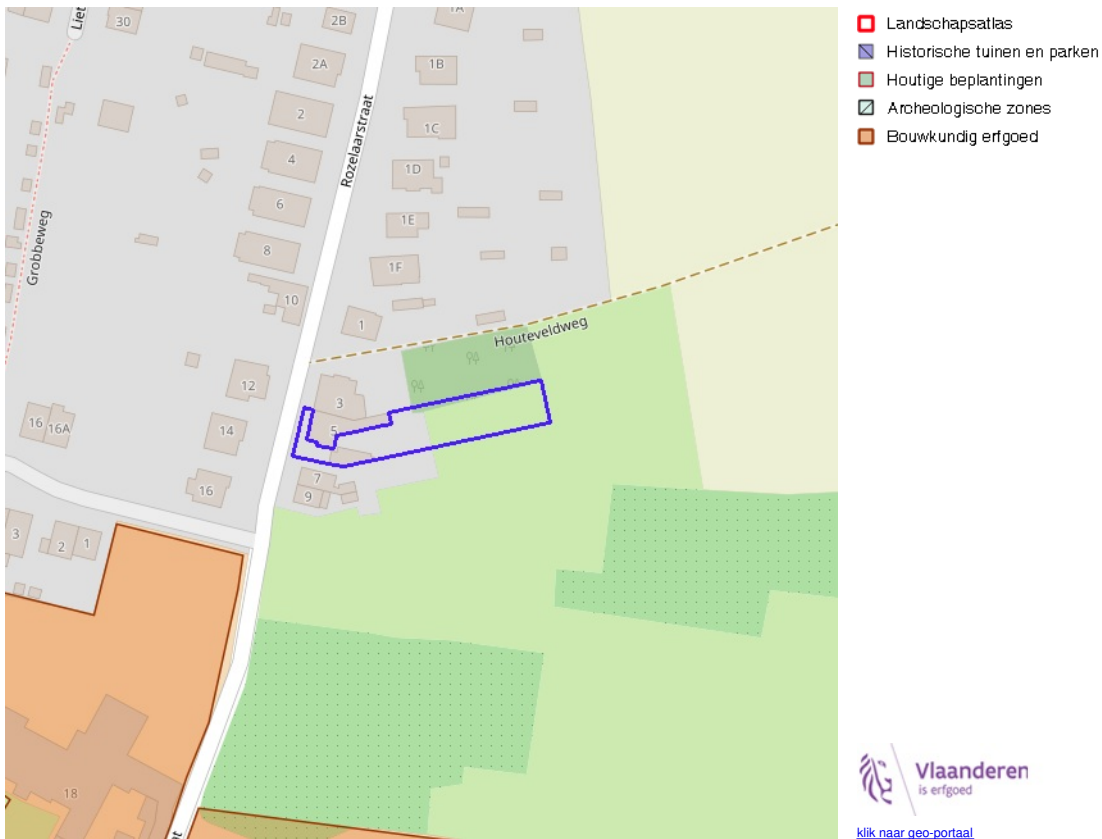 Liet
30
2B
1A
2A
1B
2
1C
Rozelaarstraat
4
1D
6
1E
Grobbeweg
8
1F
10
1
Houteveldweg
12
3
16 16A
14
5
7
16
9
3
2
1
18
at
Landschapsatlas
Historische tuinen en parken
Houtige beplantingen
Archeologische zones
Bouwkundig erfgoed
Vlaanderen
is erfgoed
klik naar geo-portaal